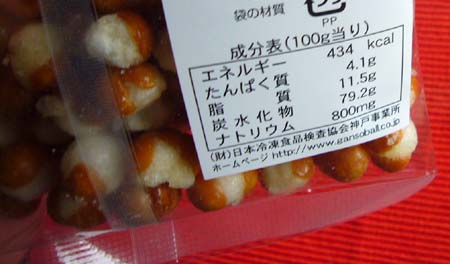 袋の材質
PP
成分表(100g当り)
エネルギー 434 kcal
たんぱく質 4.1g
脂 質 11.5g
炭水化物 79.2g
ナトリウム 800mg
(財)日本冷凍食品検査協会神戸事業所
ホームページ http://www.gansoball.co.jp